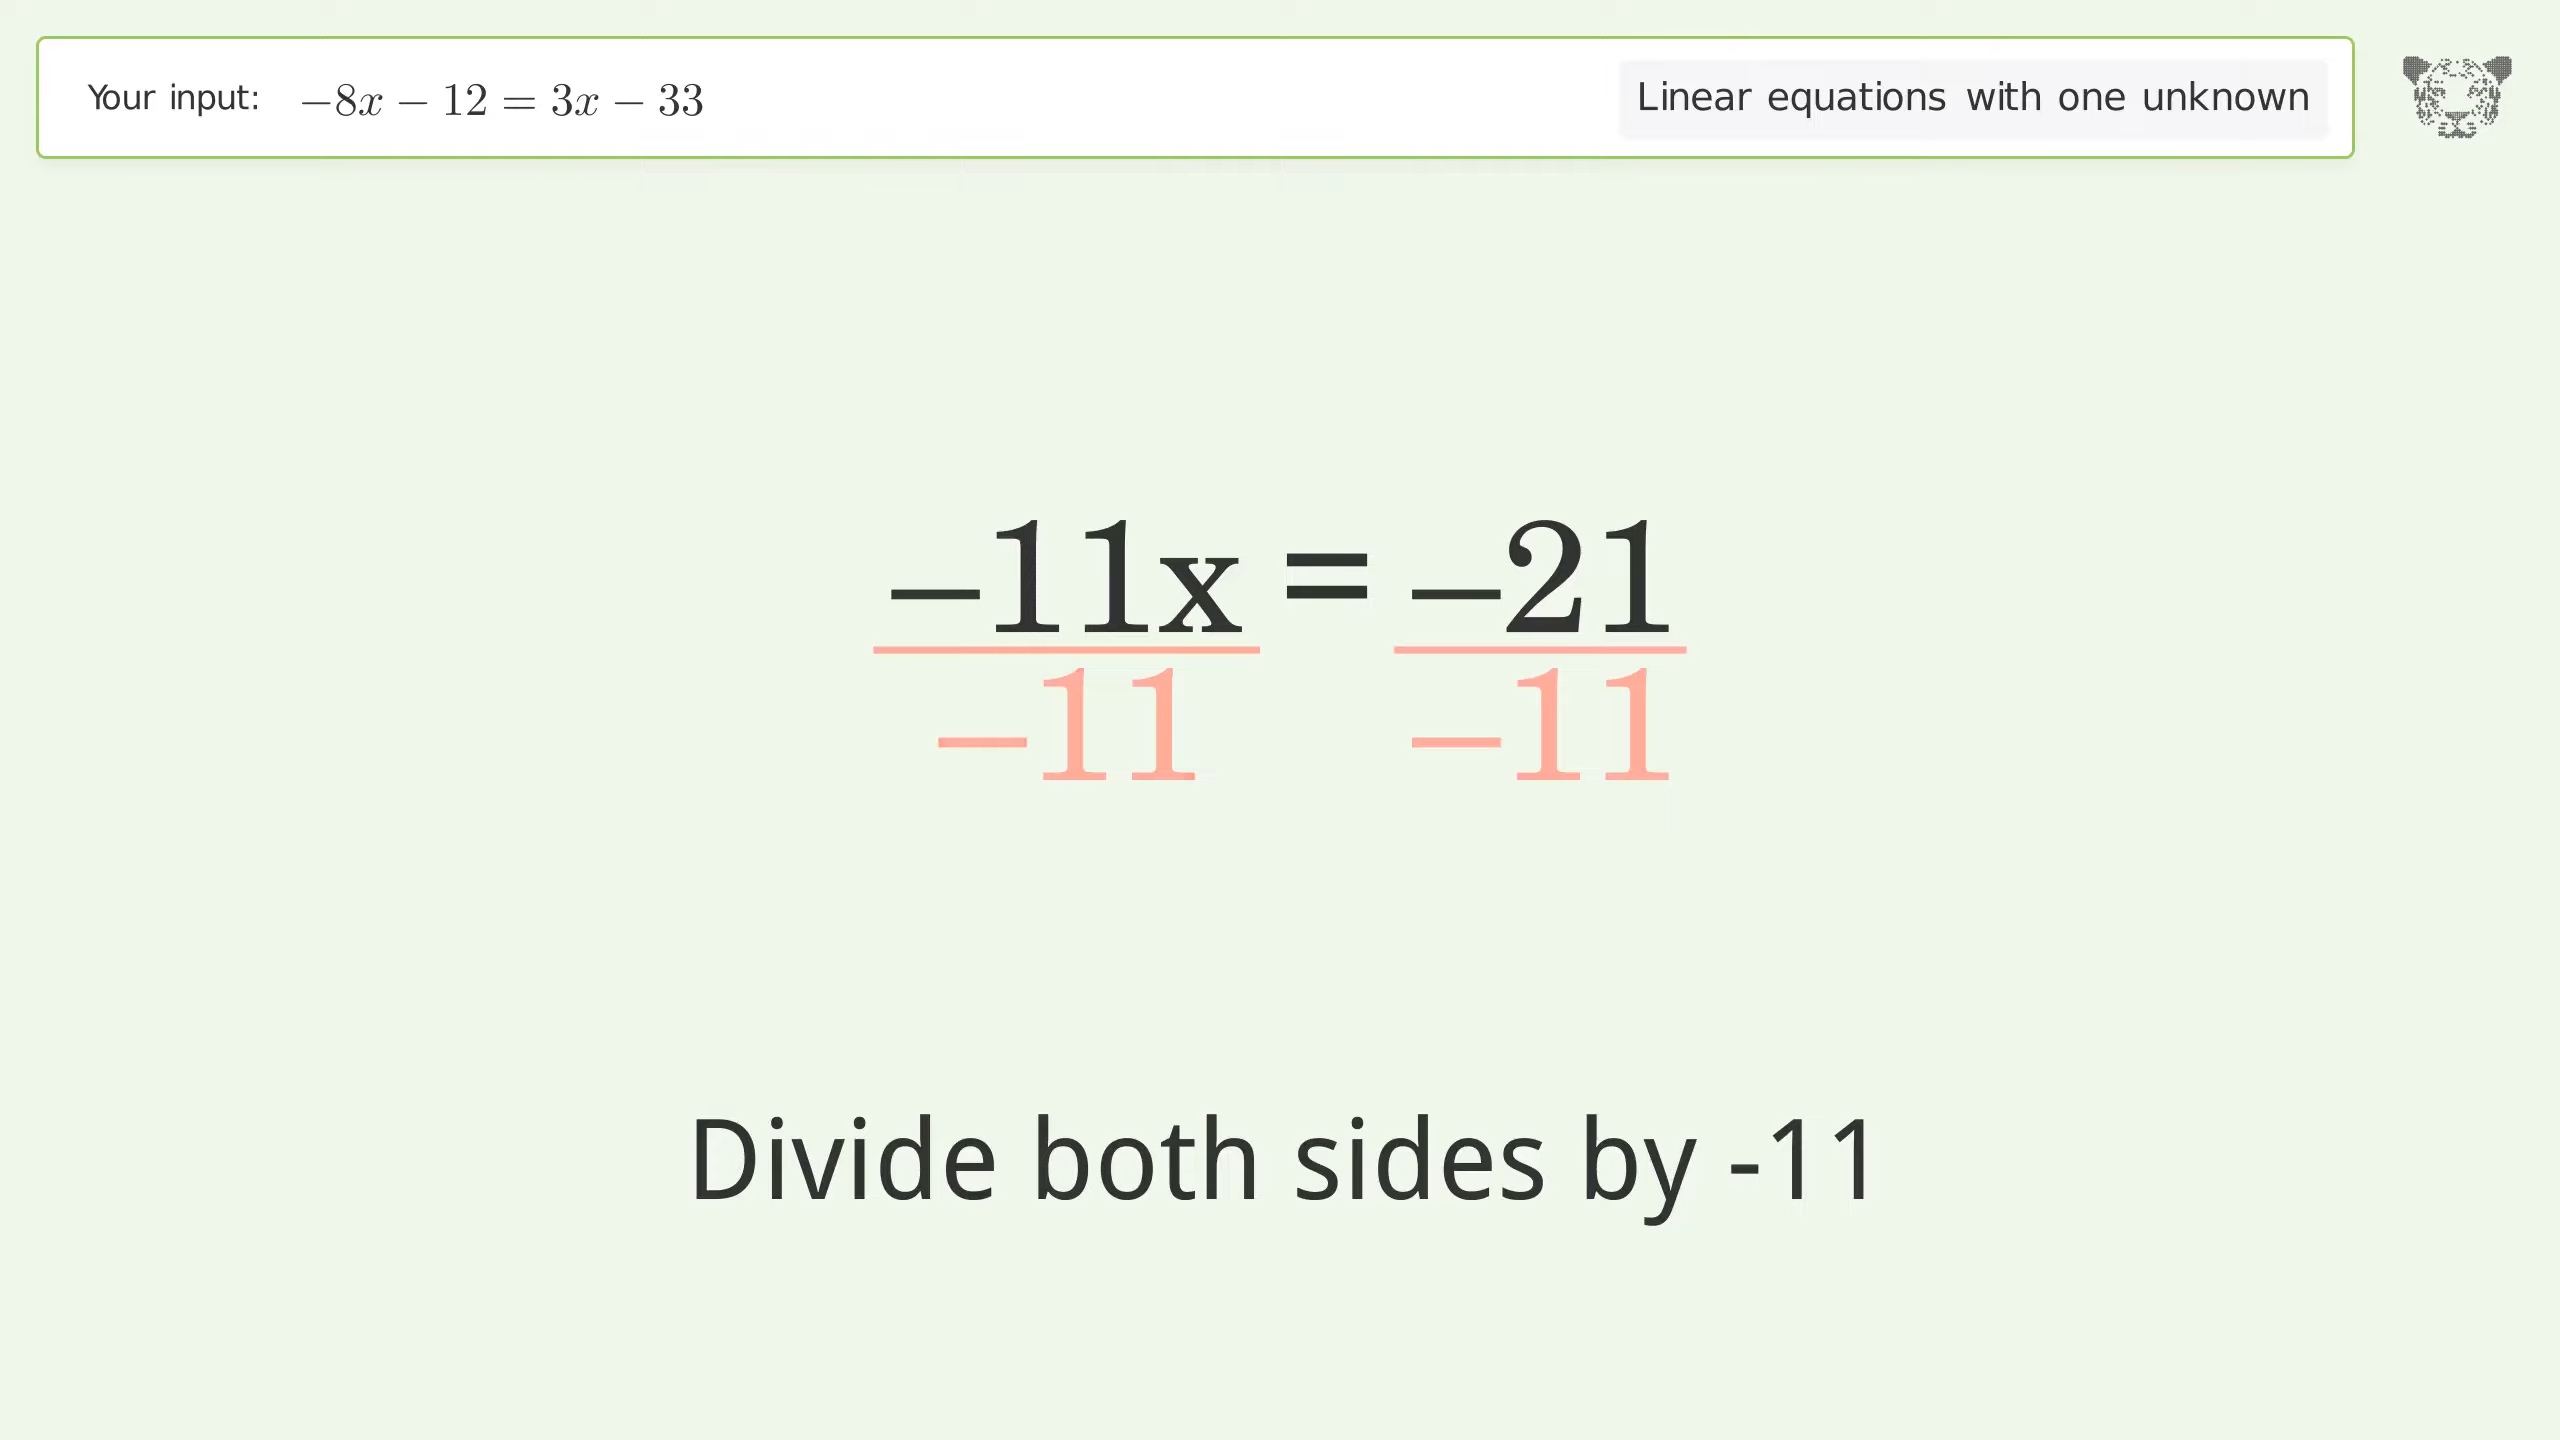 Your input: −8x − 12 = 3x − 33
Linear equations with one unknown
−11x = −21
−11 −11
Divide both sides by -11